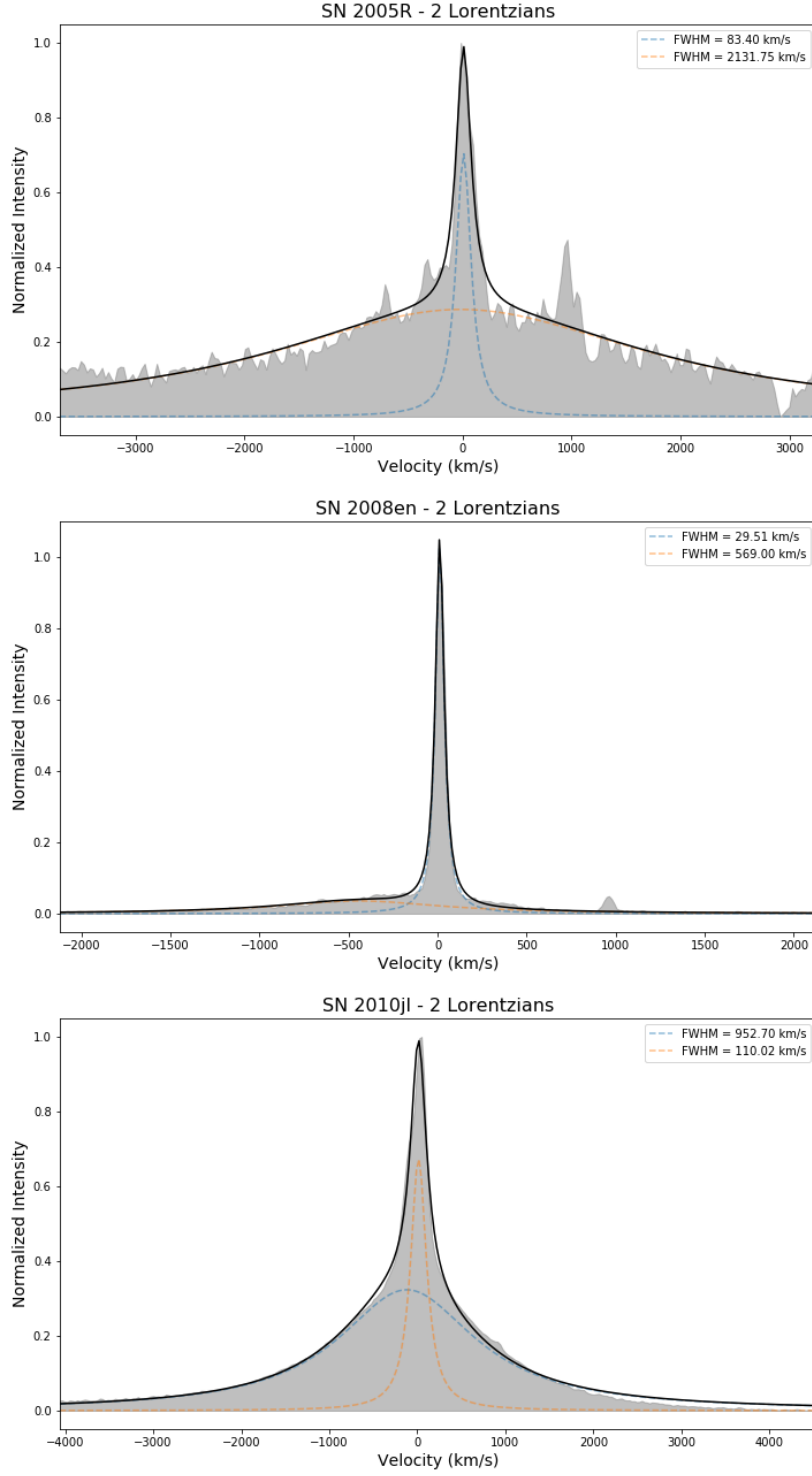 SN 2005R - 2 Lorentzians
FWHM = 83.40 km/s
FWHM = 2131.75 km/s
Normalized Intensity
1.0
0.8
0.6
0.4
0.2
0.0
−3000 −2000 −1000 0 1000 2000 3000
Velocity (km/s)
SN 2008en - 2 Lorentzians
FWHM = 29.51 km/s
FWHM = 569.00 km/s
Normalized Intensity
1.0
0.8
0.6
0.4
0.2
0.0
−2000 −1500 −1000 −500 0 500 1000 1500 2000
Velocity (km/s)
SN 2010jl - 2 Lorentzians
FWHM = 952.70 km/s
FWHM = 110.02 km/s
Normalized Intensity
1.0
0.8
0.6
0.4
0.2
0.0
−4000 −3000 −2000 −1000 0 1000 2000 3000 4000
Velocity (km/s)